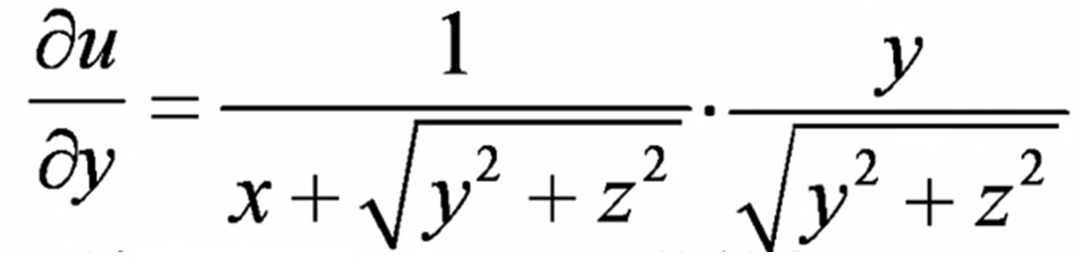 ∂u/∂y = 1/(x + √(y² + z²)) · y/√(y² + z²)